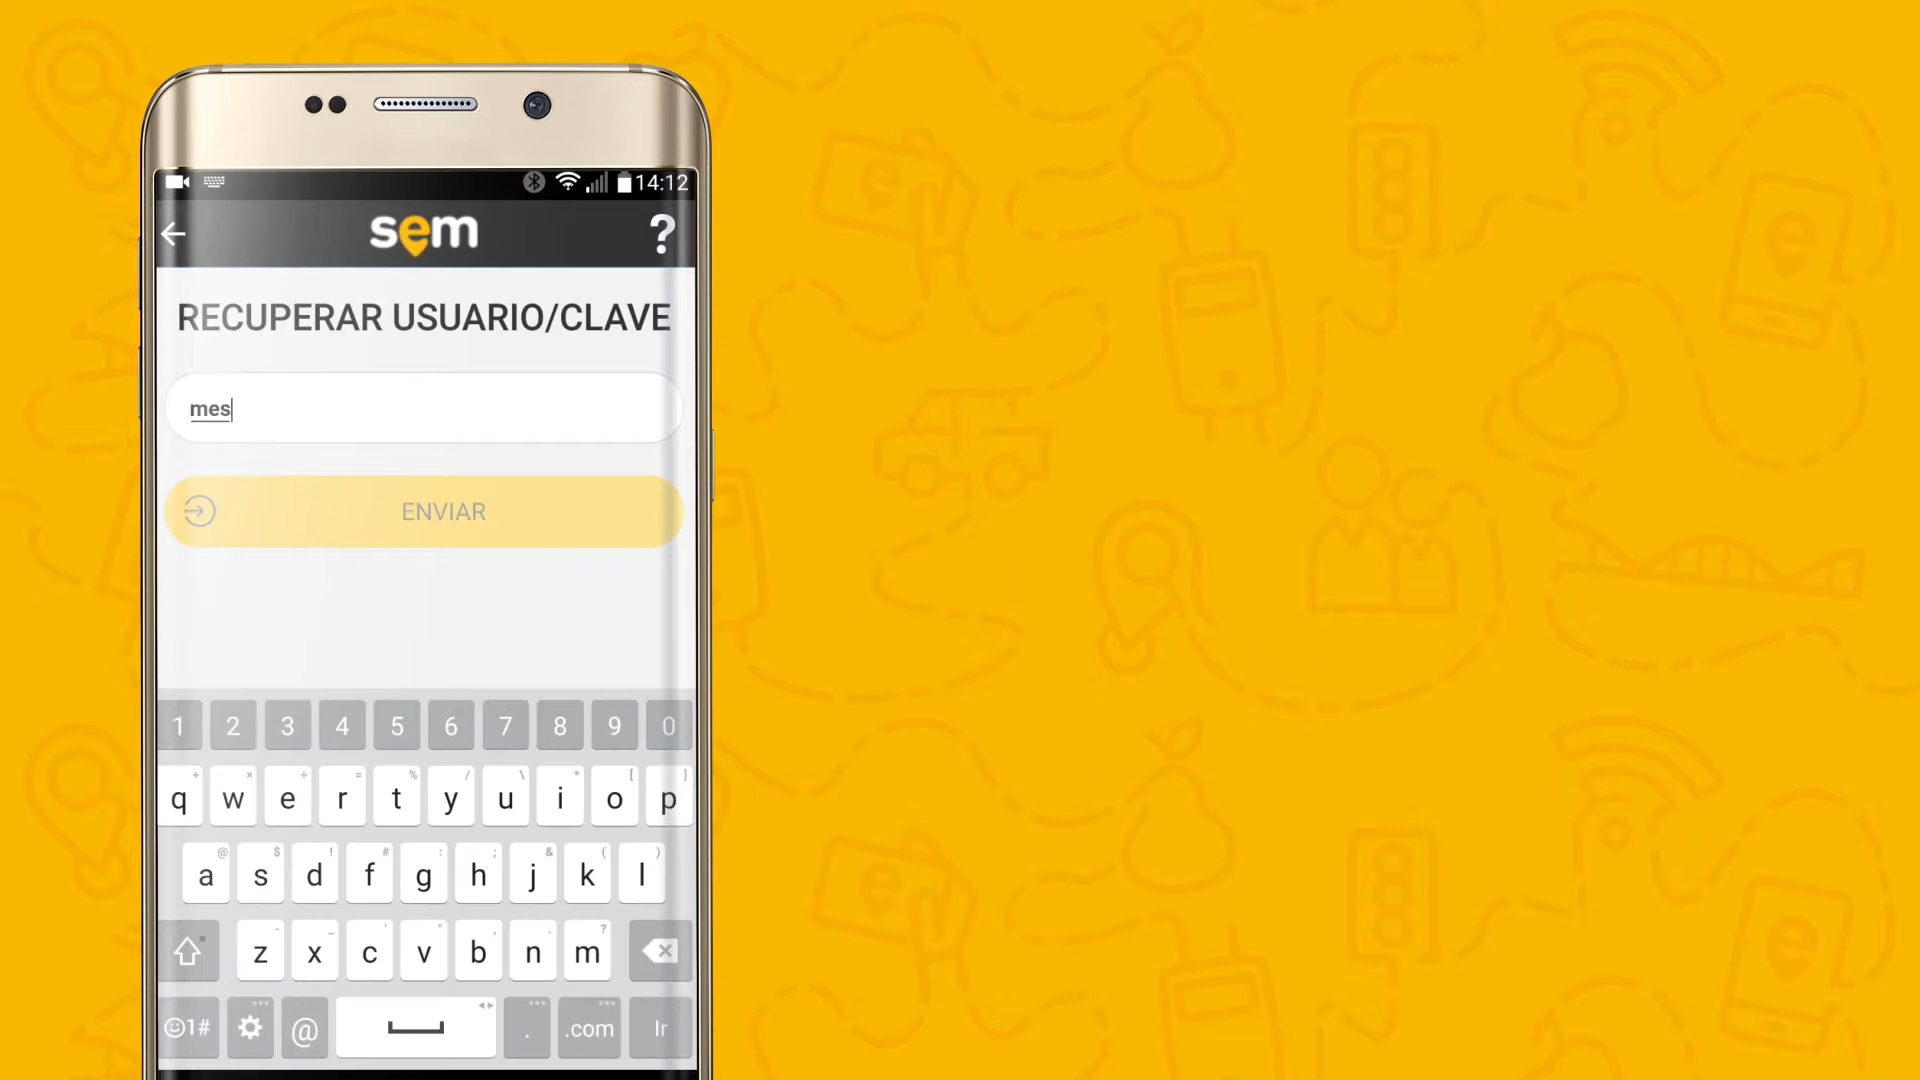 14:12
sem
?
RECUPERAR USUARIO/CLAVE
mes
ENVIAR
1 2 3 4 5 6 7 8 9 0
q w e r t y u i o p
a s d f g h j k l
z x c v b n m
1# @ . .com Ir